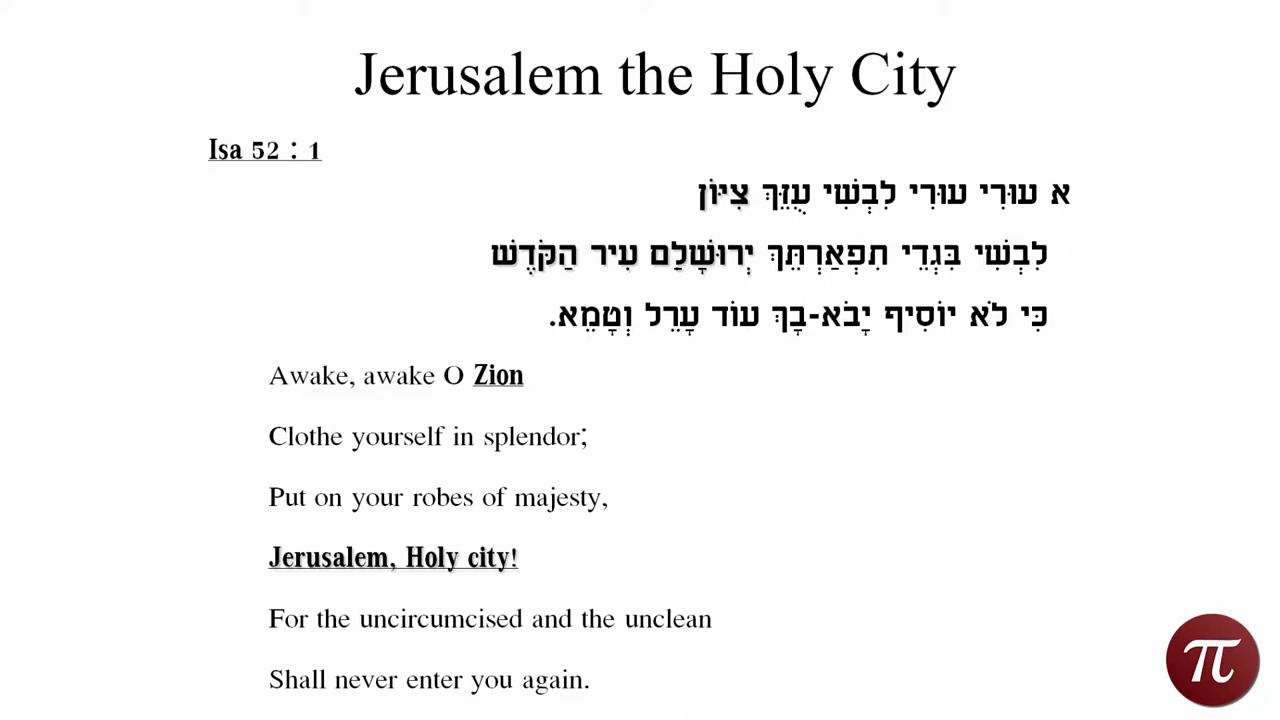 Jerusalem the Holy City
Isa 52 : 1
א עוּרִי עוּרִי לִבְשִׁי עֻזֵּךְ צִיּוֹן
לִבְשִׁי בִּגְדֵי תִפְאַרְתֵּךְ יְרוּשָׁלִַם עִיר הַקֹּדֶשׁ
כִּי לֹא יוֹסִיף יָבֹא-בָךְ עוֹד עָרֵל וְטָמֵא.
Awake, awake O Zion
Clothe yourself in splendor;
Put on your robes of majesty,
Jerusalem, Holy city!
For the uncircumcised and the unclean
Shall never enter you again.
π